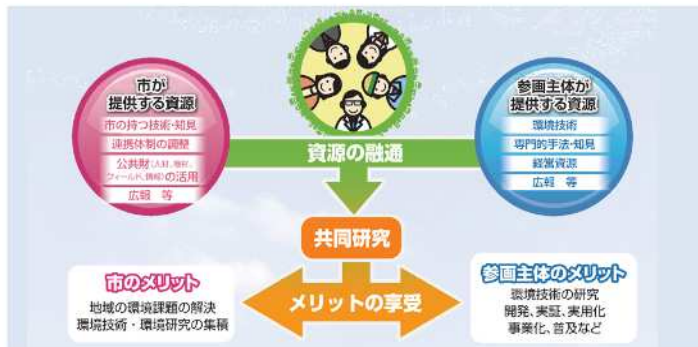 市が
提供する資源
市の持つ技術・知見
連携体制の調整
公共財(人材、機材、
フィールド、情報)の活用
広報 等
資源の融通
参画主体が
提供する資源
環境技術
専門的手法・知見
経営資源
広報 等
共同研究
市のメリット
地域の環境課題の解決
環境技術・環境研究の集積
メリットの享受
参画主体のメリット
環境技術の研究
開発、実証、実用化
事業化、普及など